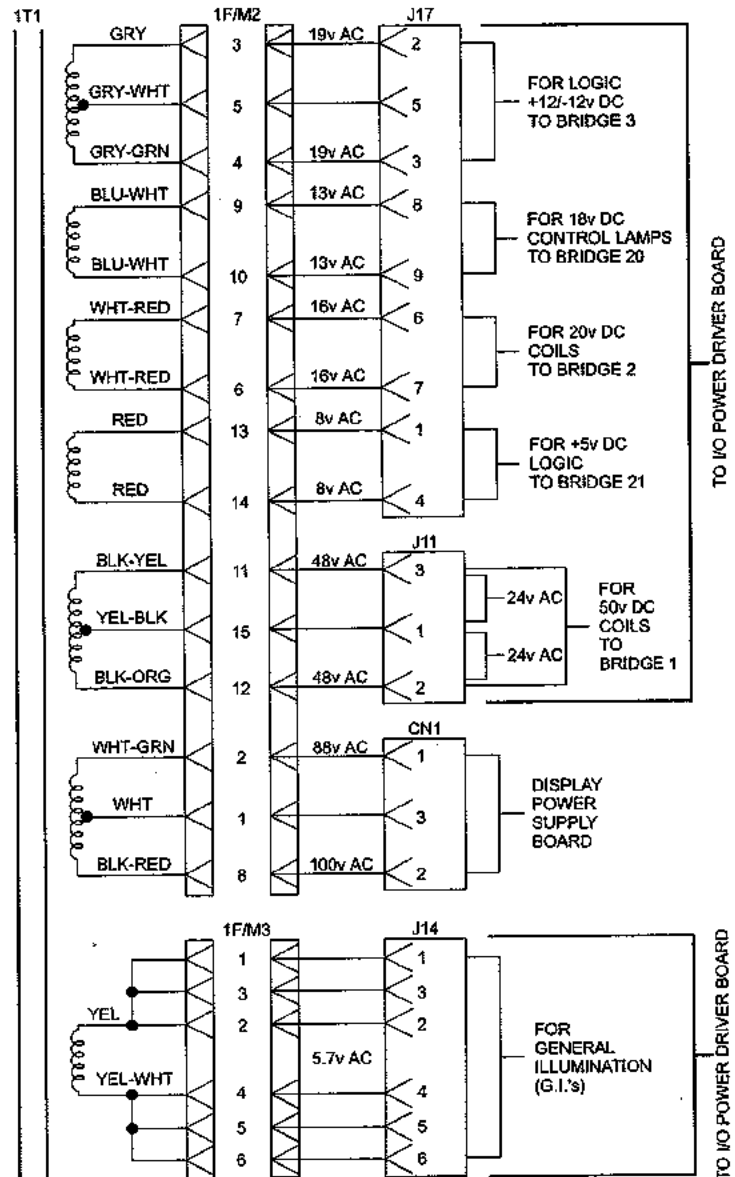 1T1
1F/M2
J17
GRY
3
19v AC
2
GRY-WHT
5
5
FOR LOGIC
+12/-12v DC
TO BRIDGE 3
GRY-GRN
4
19v AC
3
BLU-WHT
9
13v AC
8
FOR 18v DC
CONTROL LAMPS
TO BRIDGE 20
BLU-WHT
10
13v AC
9
WHT-RED
7
16v AC
6
FOR 20v DC
COILS
TO BRIDGE 2
WHT-RED
6
16v AC
7
RED
13
8v AC
1
FOR +5v DC
LOGIC
TO BRIDGE 21
RED
14
8v AC
4
TO I/O POWER DRIVER BOARD
J11
BLK-YEL
11
48v AC
3
24v AC
YEL-BLK
15
1
24v AC
BLK-ORG
12
48v AC
2
FOR
50v DC
COILS
TO
BRIDGE 1
CN1
WHT-GRN
2
88v AC
1
WHT
1
3
BLK-RED
8
100v AC
2
DISPLAY
POWER
SUPPLY
BOARD
1F/M3
J14
1
1
3
3
YEL
2
2
5.7v AC
YEL-WHT
4
4
5
5
6
6
FOR
GENERAL
ILLUMINATION
(G.I.'s)
TO I/O POWER DRIVER BOARD